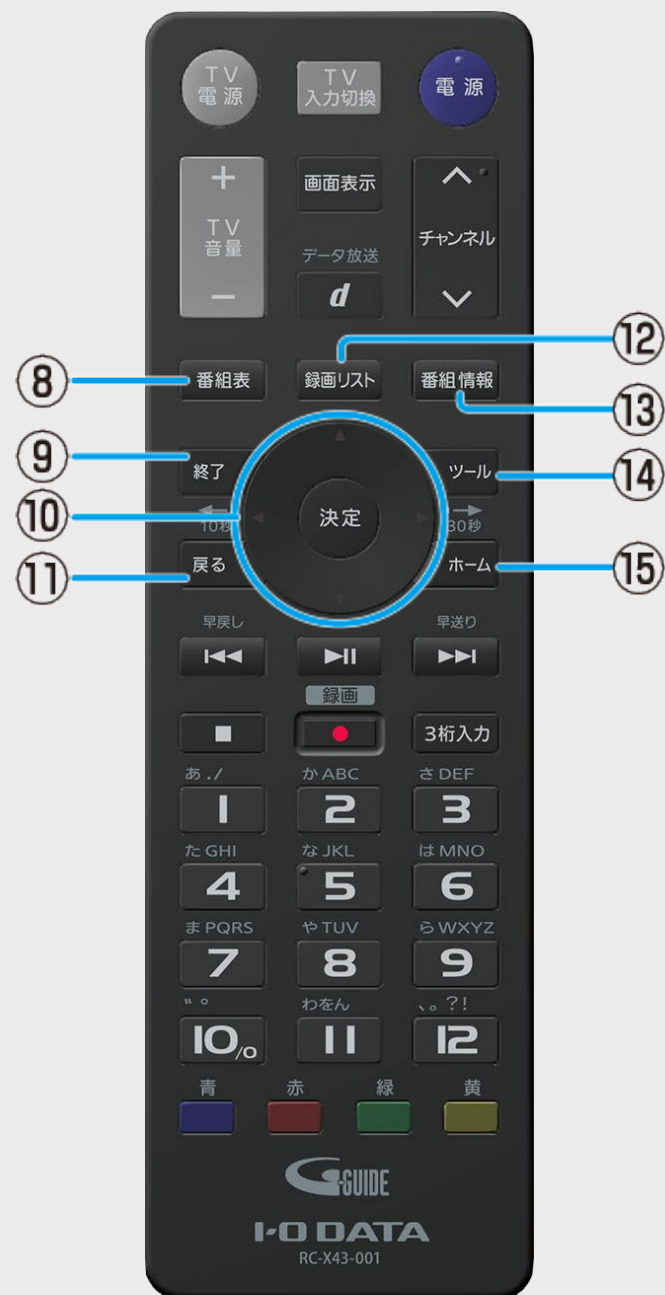 TV
電源
TV
入力切換
電源
+
TV
音量
−
画面表示
データ放送
d
チャンネル
⑧
番組表
録画リスト
番組情報
⑫
⑬
⑨
終了
ツール
⑭
⑩
10秒
決定
30秒
⑪
戻る
ホーム
⑮
早戻し
早送り
録画
3桁入力
あ./
かABC
さDEF
1
2
3
たGHI
なJKL
はMNO
4
5
6
まPQRS
やTUV
らWXYZ
7
8
9
゛゜
わをん
、。?!
10/0
11
12
青
赤
緑
黄
G-GUIDE
I-O DATA
RC-X43-001